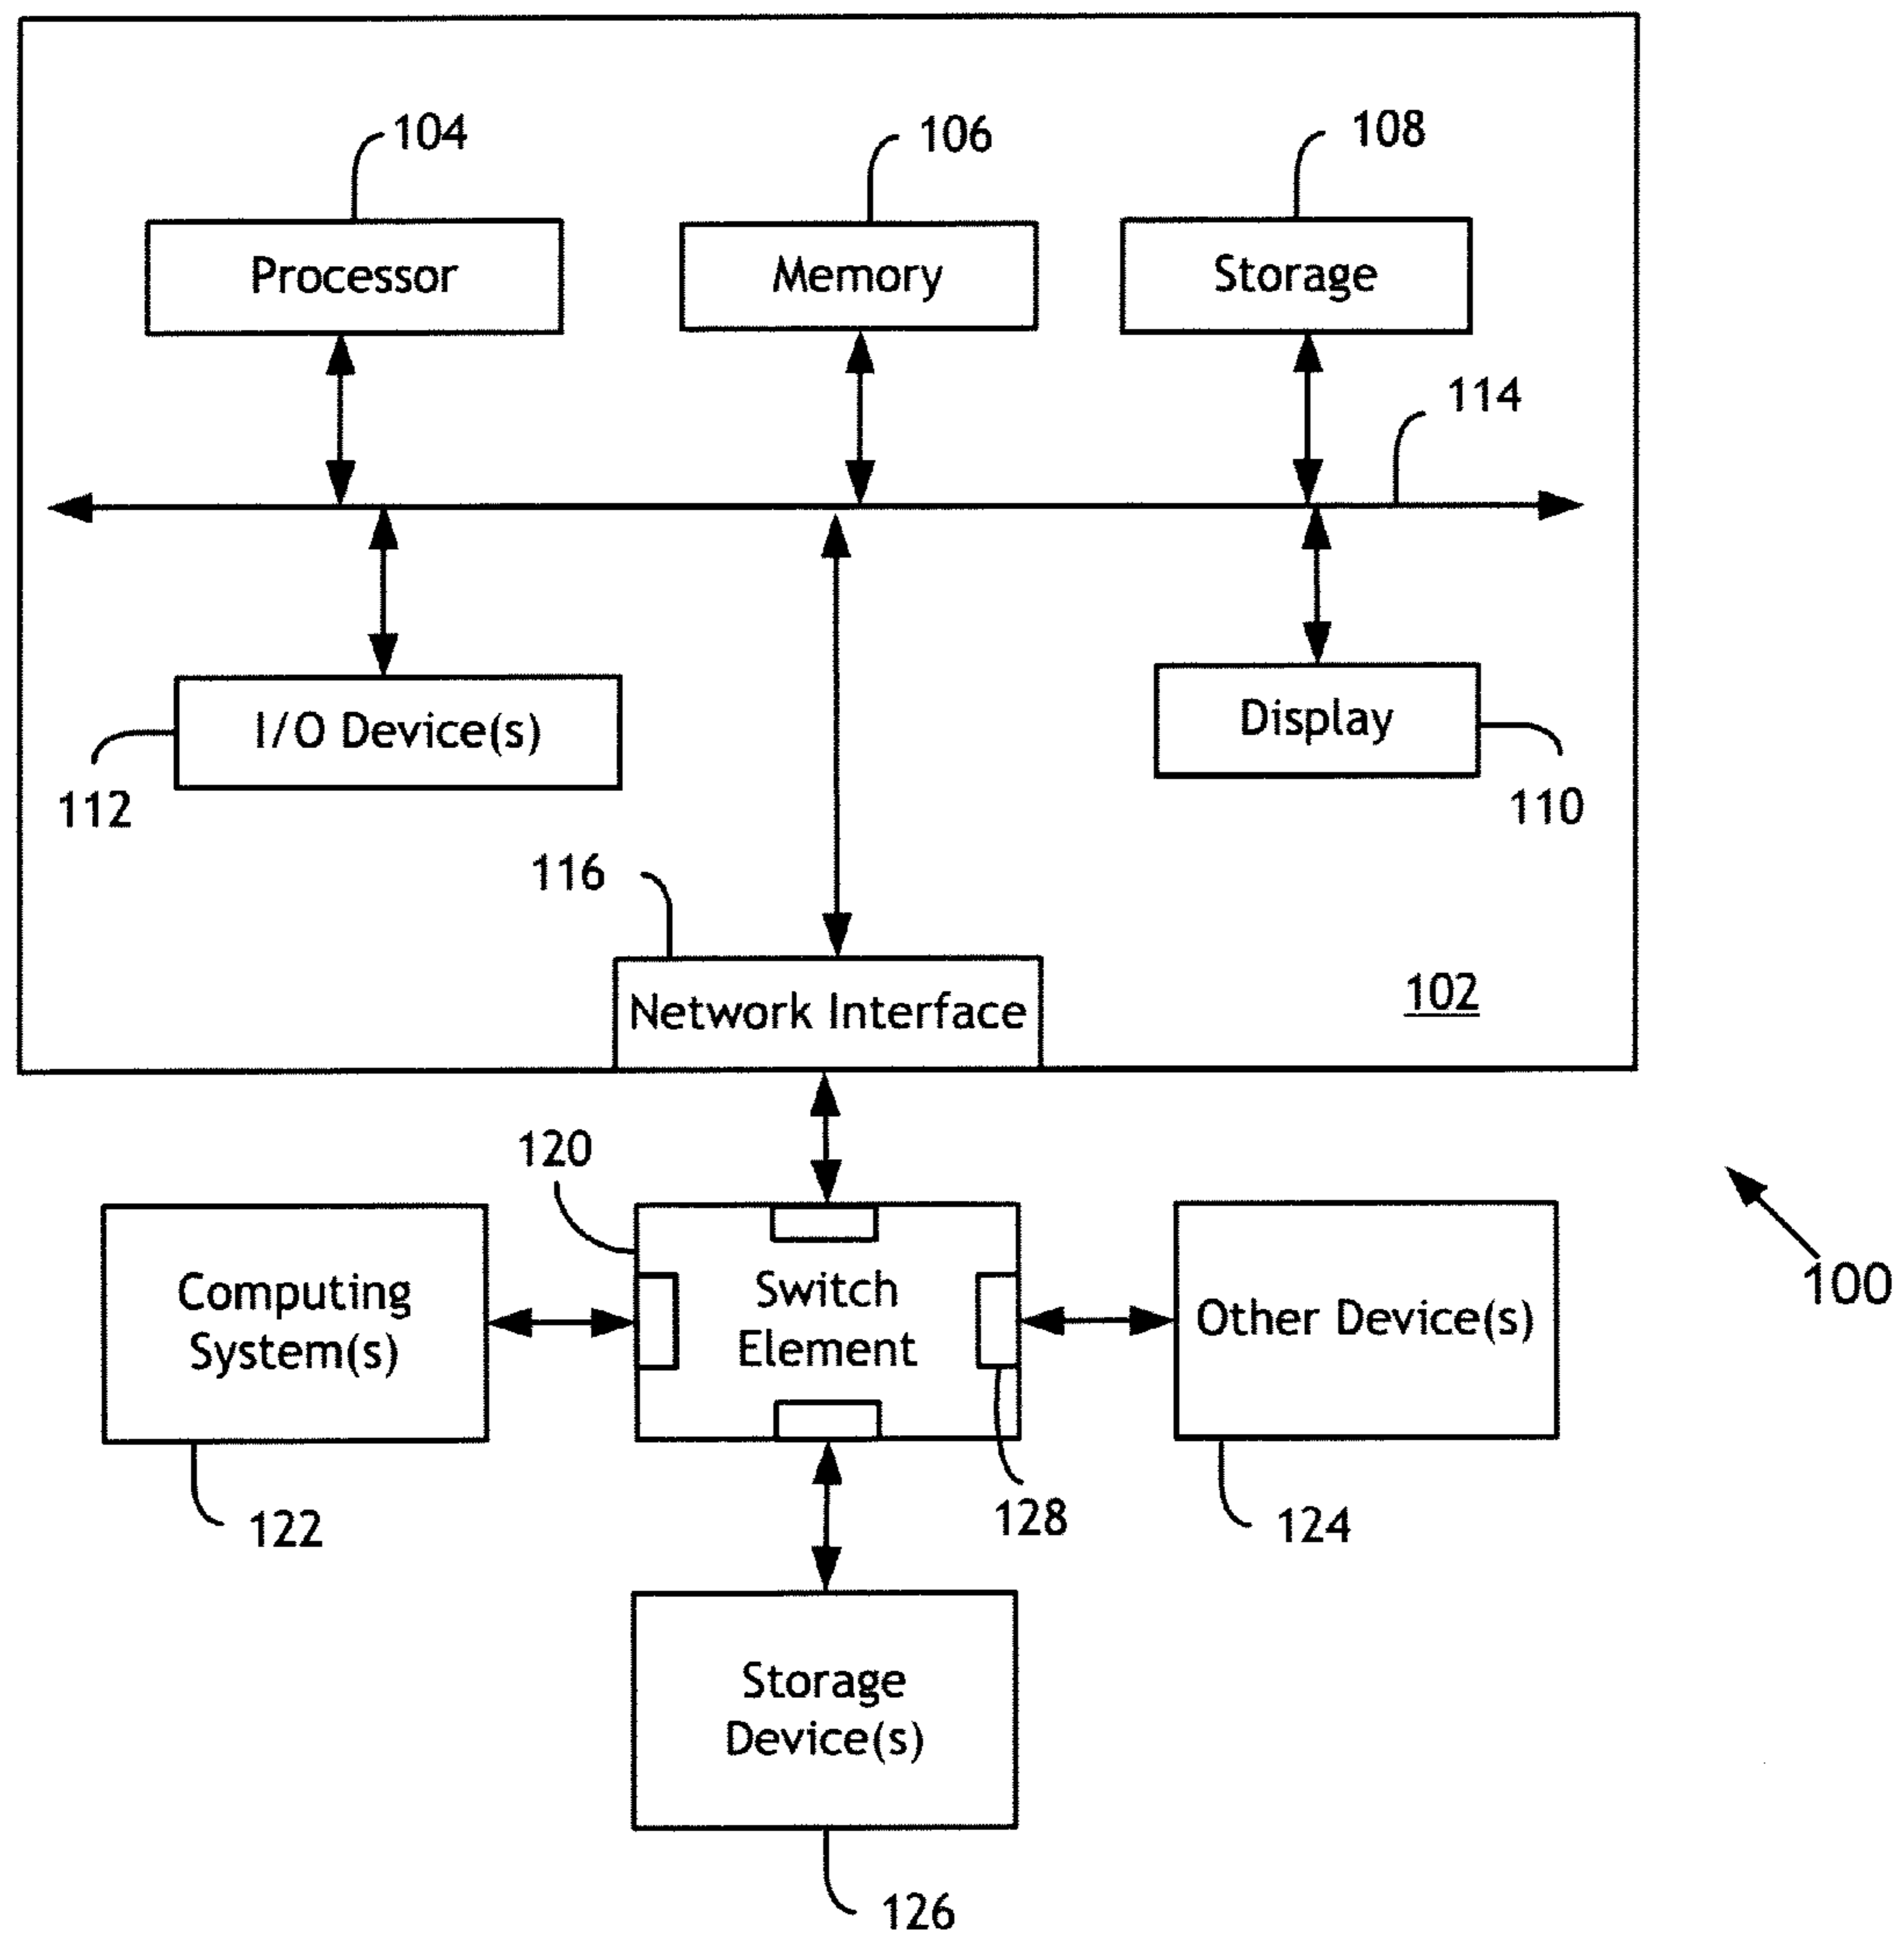 104
106
108
Processor
Memory
Storage
114
I/O Device(s)
Display
112
110
116
Network Interface
102
120
Computing
System(s)
Switch
Element
Other Device(s)
100
122
128
124
Storage
Device(s)
126